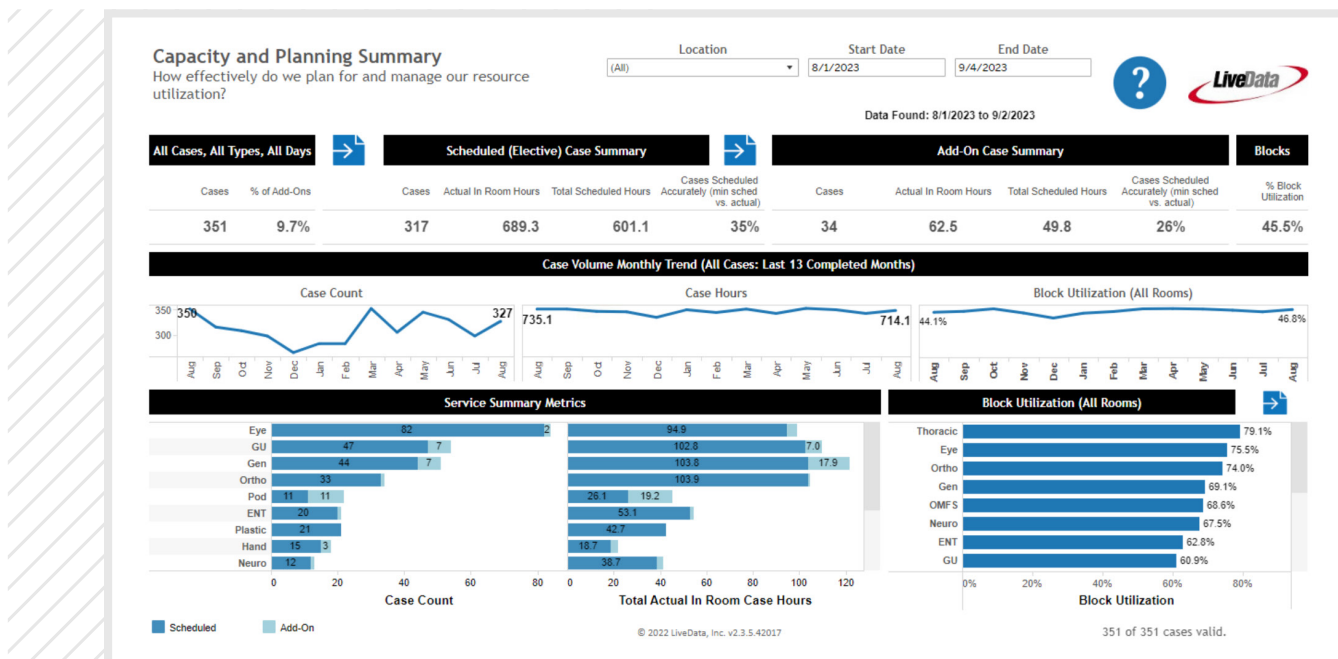 Capacity and Planning Summary
How effectively do we plan for and manage our resource
utilization?
Location
Start Date
End Date
(All)
8/1/2023
9/4/2023
?
LiveData
Data Found: 8/1/2023 to 9/2/2023
All Cases, All Types, All Days
Scheduled (Elective) Case Summary
Add-On Case Summary
Blocks
Cases
% of Add-Ons
Cases
Actual In Room Hours
Total Scheduled Hours
Cases Scheduled
Accurately (min sched
vs. actual)
Cases
Actual In Room Hours
Total Scheduled Hours
Cases Scheduled
Accurately (min sched
vs. actual)
% Block
Utilization
351
9.7%
317
689.3
601.1
35%
34
62.5
49.8
26%
45.5%
Case Volume Monthly Trend (All Cases: Last 13 Completed Months)
Case Count
350
300
350
327
Aug Sep Oct Nov Dec Jan Feb Mar Apr May Jun Jul Aug
Case Hours
735.1
714.1
Aug Sep Oct Nov Dec Jan Feb Mar Apr May Jun Jul Aug
Block Utilization (All Rooms)
44.1%
46.8%
Aug Sep Oct Nov Dec Jan Feb Mar Apr May Jun Jul Aug
Service Summary Metrics
Eye 82 2 94.9
GU 47 7 102.8 7.0
Gen 44 7 103.8 17.9
Ortho 33 103.9
Pod 11 11 26.1 19.2
ENT 20 53.1
Plastic 21 42.7
Hand 15 3 18.7
Neuro 12 38.7
0 20 40 60 80
0 20 40 60 80 100 120
Case Count
Total Actual In Room Case Hours
Block Utilization (All Rooms)
Thoracic 79.1%
Eye 75.5%
Ortho 74.0%
Gen 69.1%
OMFS 68.6%
Neuro 67.5%
ENT 62.8%
GU 60.9%
0% 20% 40% 60% 80%
Block Utilization
Scheduled
Add-On
© 2022 LiveData, Inc. v2.3.5.42017
351 of 351 cases valid.